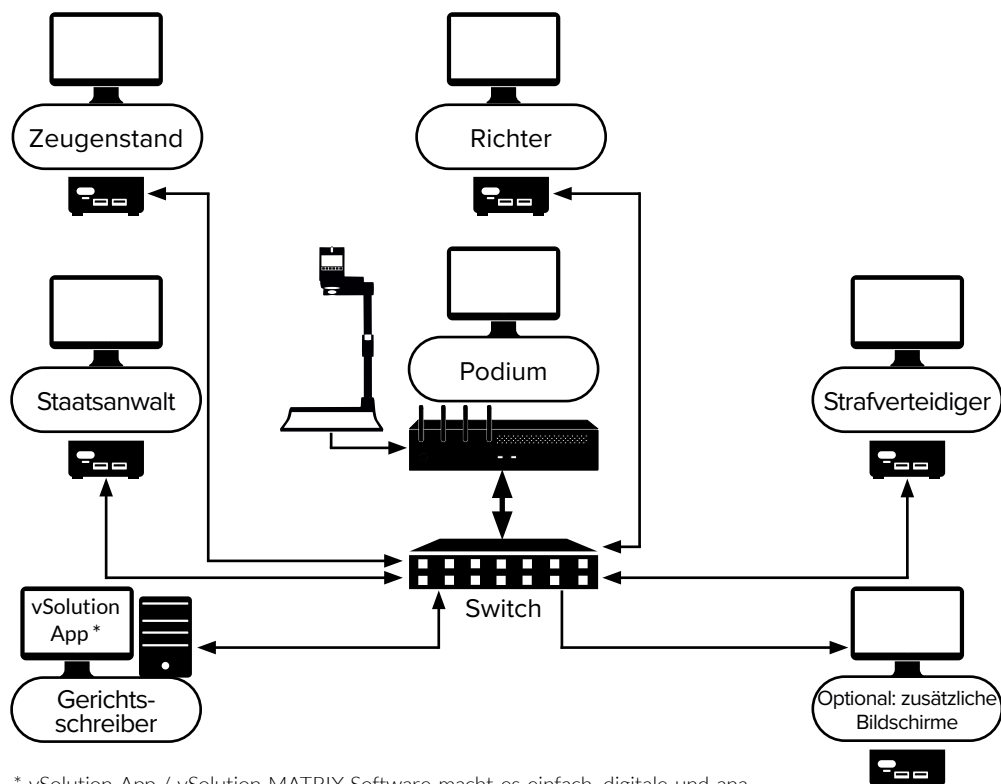 Zeugenstand
Richter
Staatsanwalt
Podium
Strafverteidiger
Switch
vSolution
App *
Gerichts-
schreiber
Optional: zusätzliche
Bildschirme
* vSolution App / vSolution MATRIX Software macht es einfach, digitale und ana-